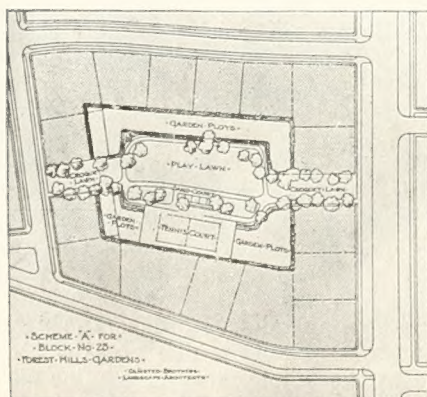 ·GARDEN PLOTS·
·PLAY LAWN·
CROQUET
LAWN
CROQUET LAWN
GARDEN
PLOTS
TENNIS COURT
GARDEN PLOTS
·SCHEME "A" FOR·
·BLOCK No 23·
·FOREST HILLS GARDENS·
·OLMSTED BROTHERS·
·LANDSCAPE ARCHITECTS·